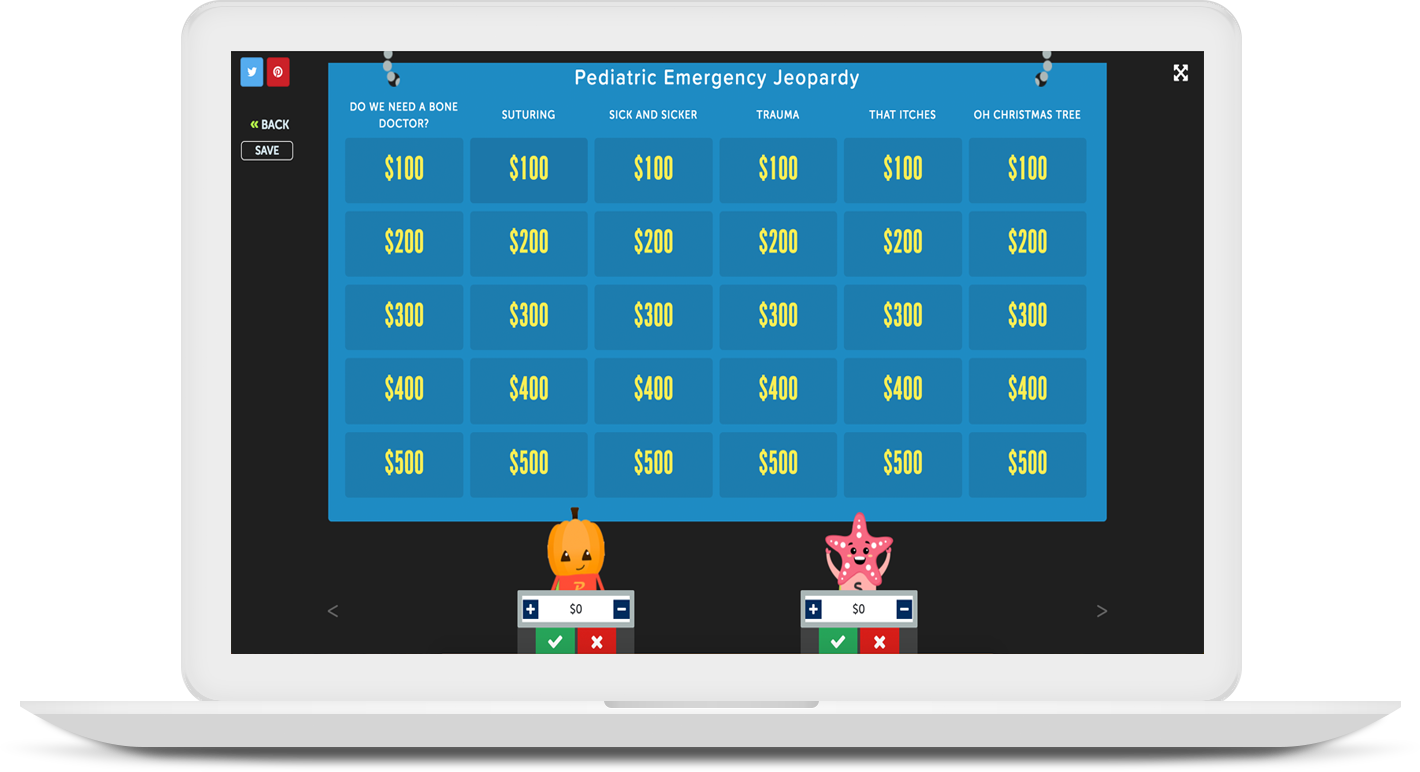 Pediatric Emergency Jeopardy
« BACK
SAVE
DO WE NEED A BONE
DOCTOR?
SUTURING
SICK AND SICKER
TRAUMA
THAT ITCHES
OH CHRISTMAS TREE
$100 $100 $100 $100 $100 $100
$200 $200 $200 $200 $200 $200
$300 $300 $300 $300 $300 $300
$400 $400 $400 $400 $400 $400
$500 $500 $500 $500 $500 $500
P
S
< + $0 − + $0 − >